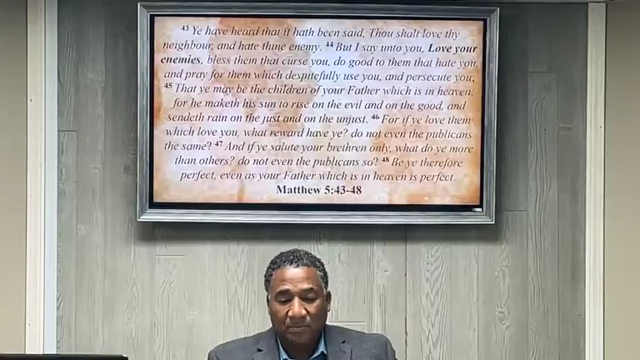 43 Ye have heard that it hath been said, Thou shalt love thy
neighbour, and hate thine enemy. 44 But I say unto you, Love your
enemies, bless them that curse you, do good to them that hate you,
and pray for them which despitefully use you, and persecute you;
45 That ye may be the children of your Father which is in heaven:
for he maketh his sun to rise on the evil and on the good, and
sendeth rain on the just and on the unjust. 46 For if ye love them
which love you, what reward have ye? do not even the publicans
the same? 47 And if ye salute your brethren only, what do ye more
than others? do not even the publicans so? 48 Be ye therefore
perfect, even as your Father which is in heaven is perfect.
Matthew 5:43-48